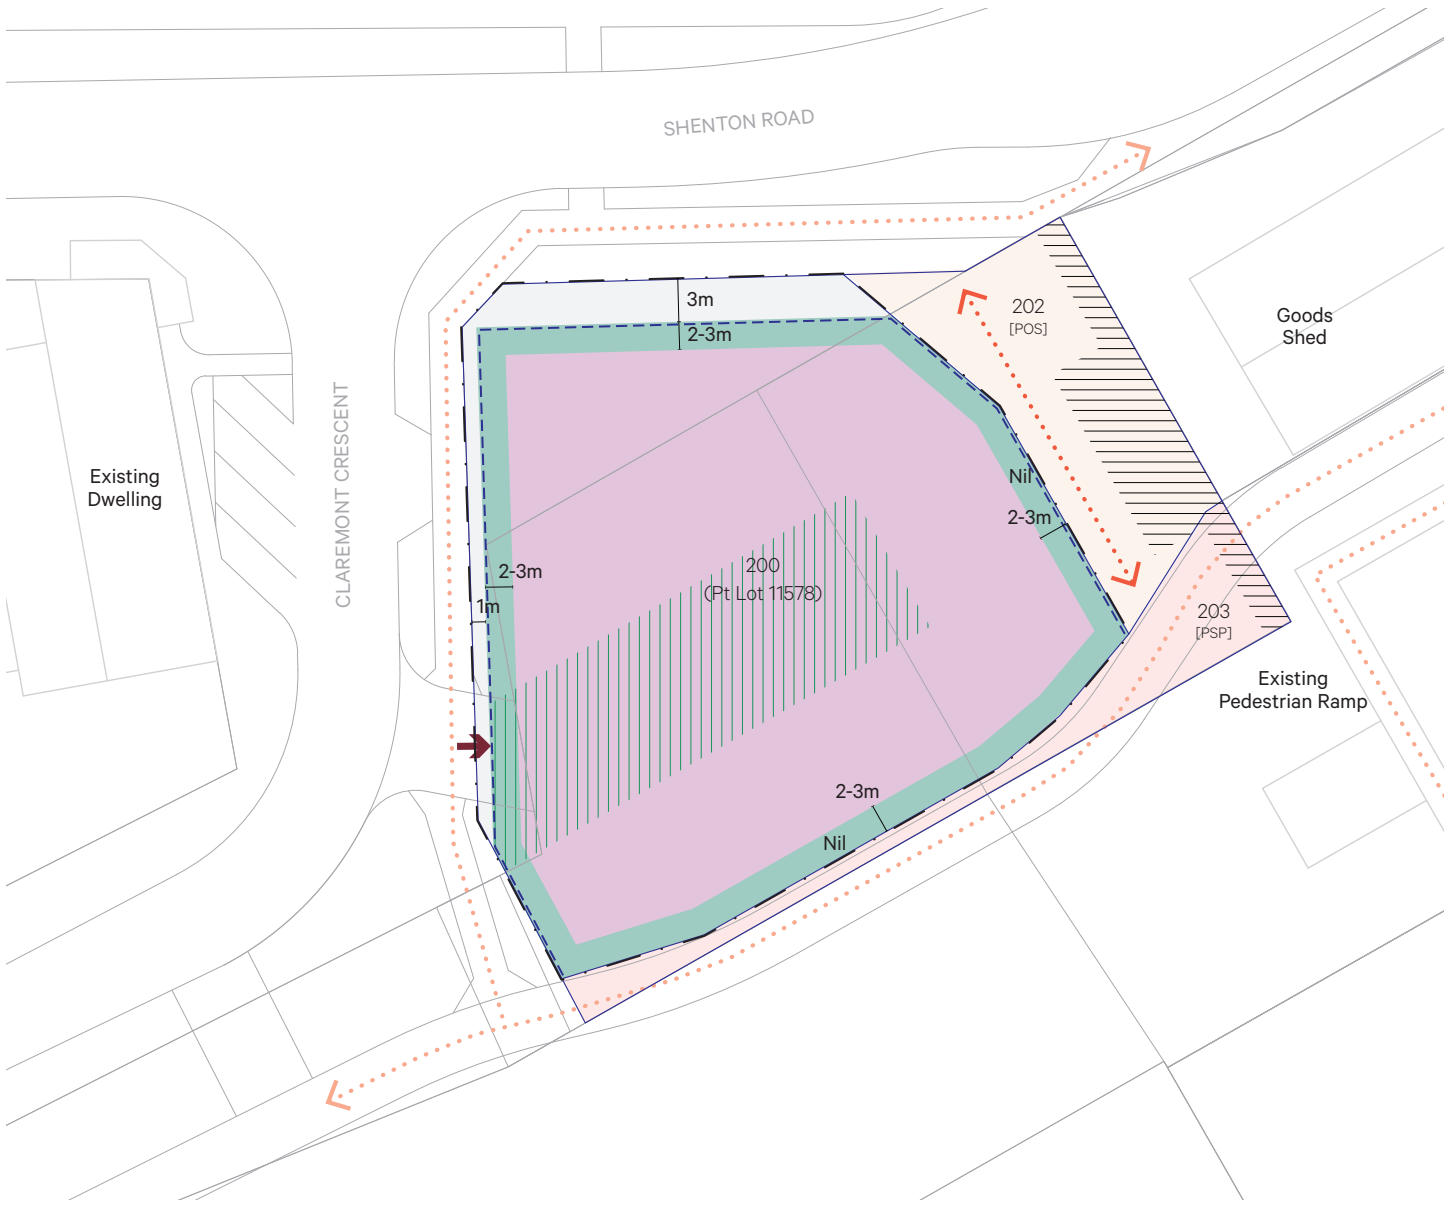 SHENTON ROAD
3m
2-3m
202
[POS]
Goods
Shed
CLAREMONT CRESCENT
Existing
Dwelling
Nil
2-3m
2-3m
1m
200
(Pt Lot 11578)
203
[PSP]
Existing
Pedestrian Ramp
2-3m
Nil